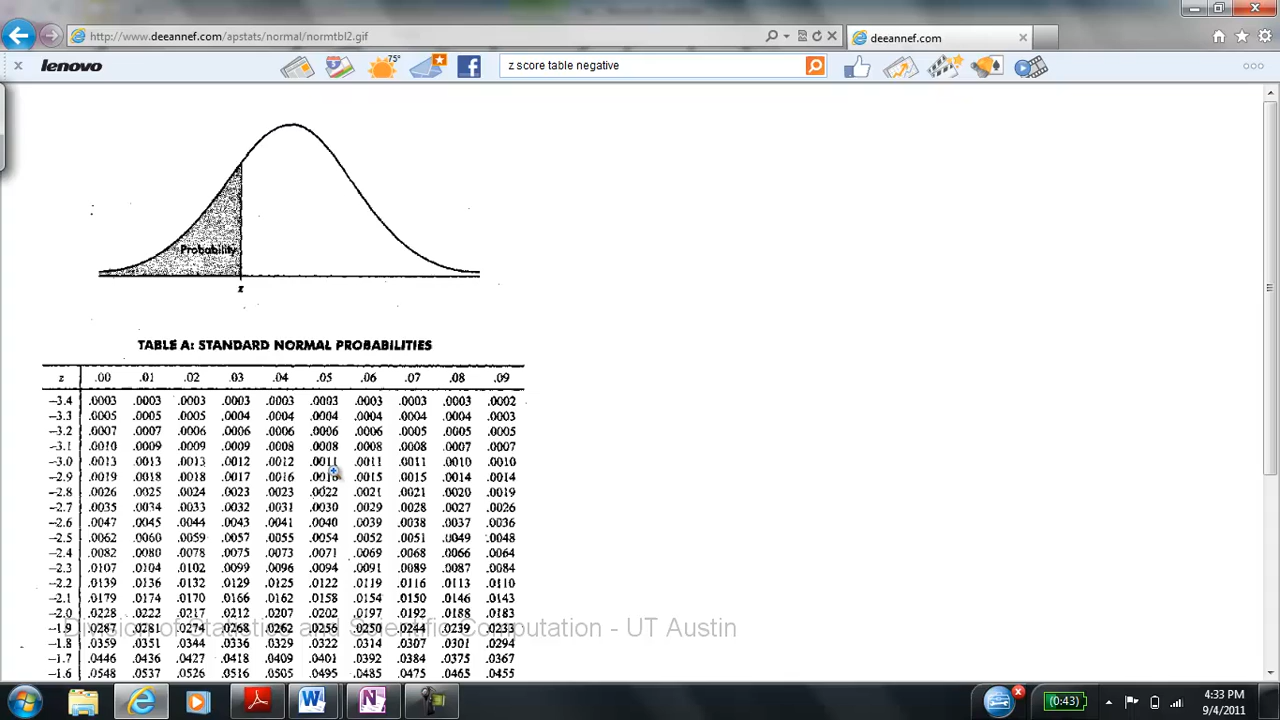 http://www.deeannef.com/apstats/normal/normtbl2.gif
deeannef.com
lenovo
75°
z score table negative
Probability
z
TABLE A: STANDARD NORMAL PROBABILITIES
z .00 .01 .02 .03 .04 .05 .06 .07 .08 .09
–3.4 .0003 .0003 .0003 .0003 .0003 .0003 .0003 .0003 .0003 .0002
–3.3 .0005 .0005 .0005 .0004 .0004 .0004 .0004 .0004 .0004 .0003
–3.2 .0007 .0007 .0006 .0006 .0006 .0006 .0006 .0005 .0005 .0005
–3.1 .0010 .0009 .0009 .0009 .0008 .0008 .0008 .0008 .0007 .0007
–3.0 .0013 .0013 .0013 .0012 .0012 .0011 .0011 .0011 .0010 .0010
–2.9 .0019 .0018 .0018 .0017 .0016 .0016 .0015 .0015 .0014 .0014
–2.8 .0026 .0025 .0024 .0023 .0023 .0022 .0021 .0021 .0020 .0019
–2.7 .0035 .0034 .0033 .0032 .0031 .0030 .0029 .0028 .0027 .0026
–2.6 .0047 .0045 .0044 .0043 .0041 .0040 .0039 .0038 .0037 .0036
–2.5 .0062 .0060 .0059 .0057 .0055 .0054 .0052 .0051 .0049 .0048
–2.4 .0082 .0080 .0078 .0075 .0073 .0071 .0069 .0068 .0066 .0064
–2.3 .0107 .0104 .0102 .0099 .0096 .0094 .0091 .0089 .0087 .0084
–2.2 .0139 .0136 .0132 .0129 .0125 .0122 .0119 .0116 .0113 .0110
–2.1 .0179 .0174 .0170 .0166 .0162 .0158 .0154 .0150 .0146 .0143
–2.0 .0228 .0222 .0217 .0212 .0207 .0202 .0197 .0192 .0188 .0183
–1.9 .0287 .0281 .0274 .0268 .0262 .0256 .0250 .0244 .0239 .0233
Division of Statistics and Scientific Computation - UT Austin
–1.8 .0359 .0351 .0344 .0336 .0329 .0322 .0314 .0307 .0301 .0294
–1.7 .0446 .0436 .0427 .0418 .0409 .0401 .0392 .0384 .0375 .0367
–1.6 .0548 .0537 .0526 .0516 .0505 .0495 .0485 .0475 .0465 .0455
(0:43)
4:33 PM
9/4/2011